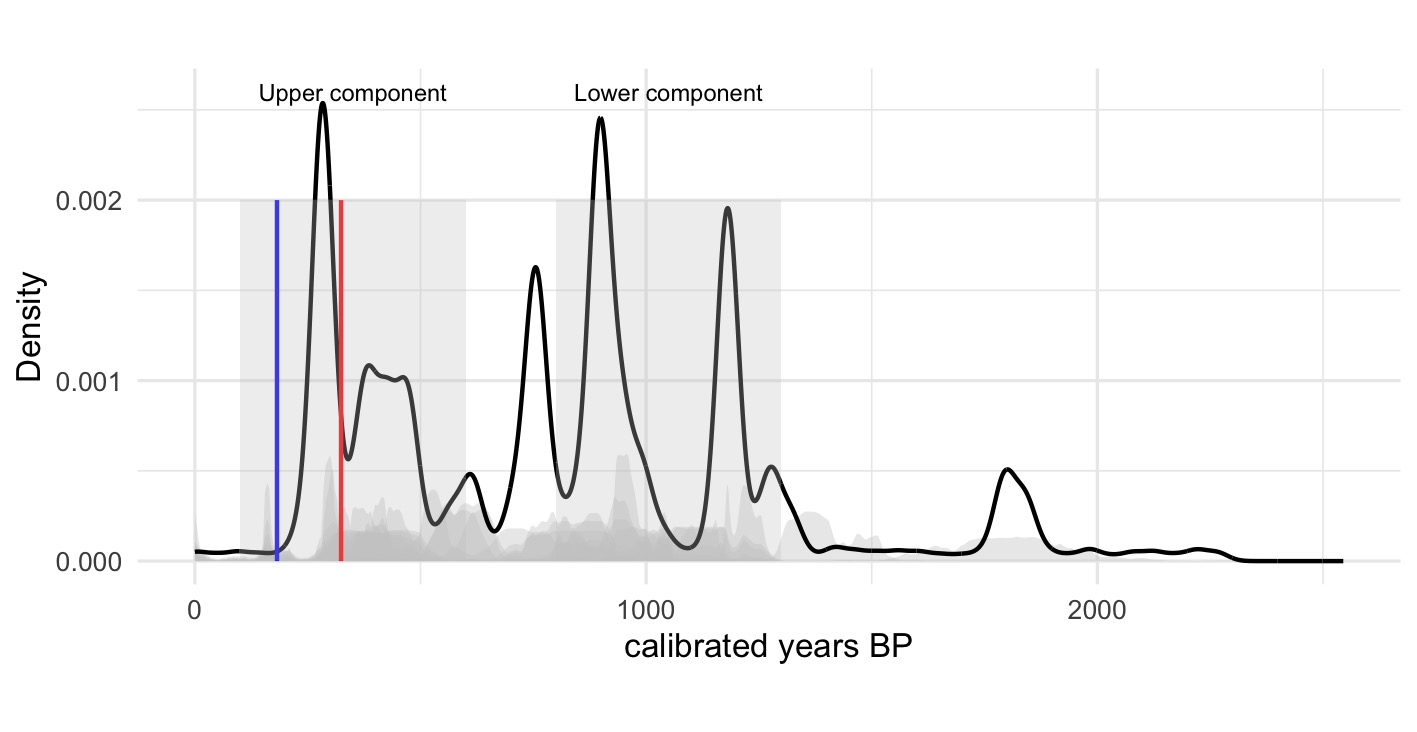 Upper component
Lower component
0.002
0.001
0.000
Density
0
1000
2000
calibrated years BP